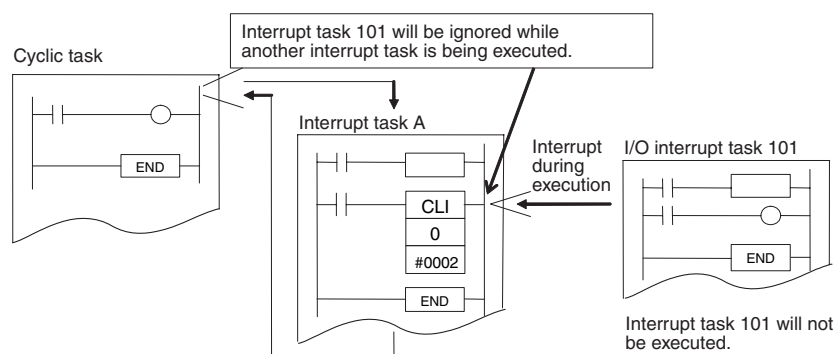 Interrupt task 101 will be ignored while
another interrupt task is being executed.
Cyclic task
END
Interrupt task A
CLI
0
#0002
END
Interrupt
during
execution
I/O interrupt task 101
END
Interrupt task 101 will not
be executed.